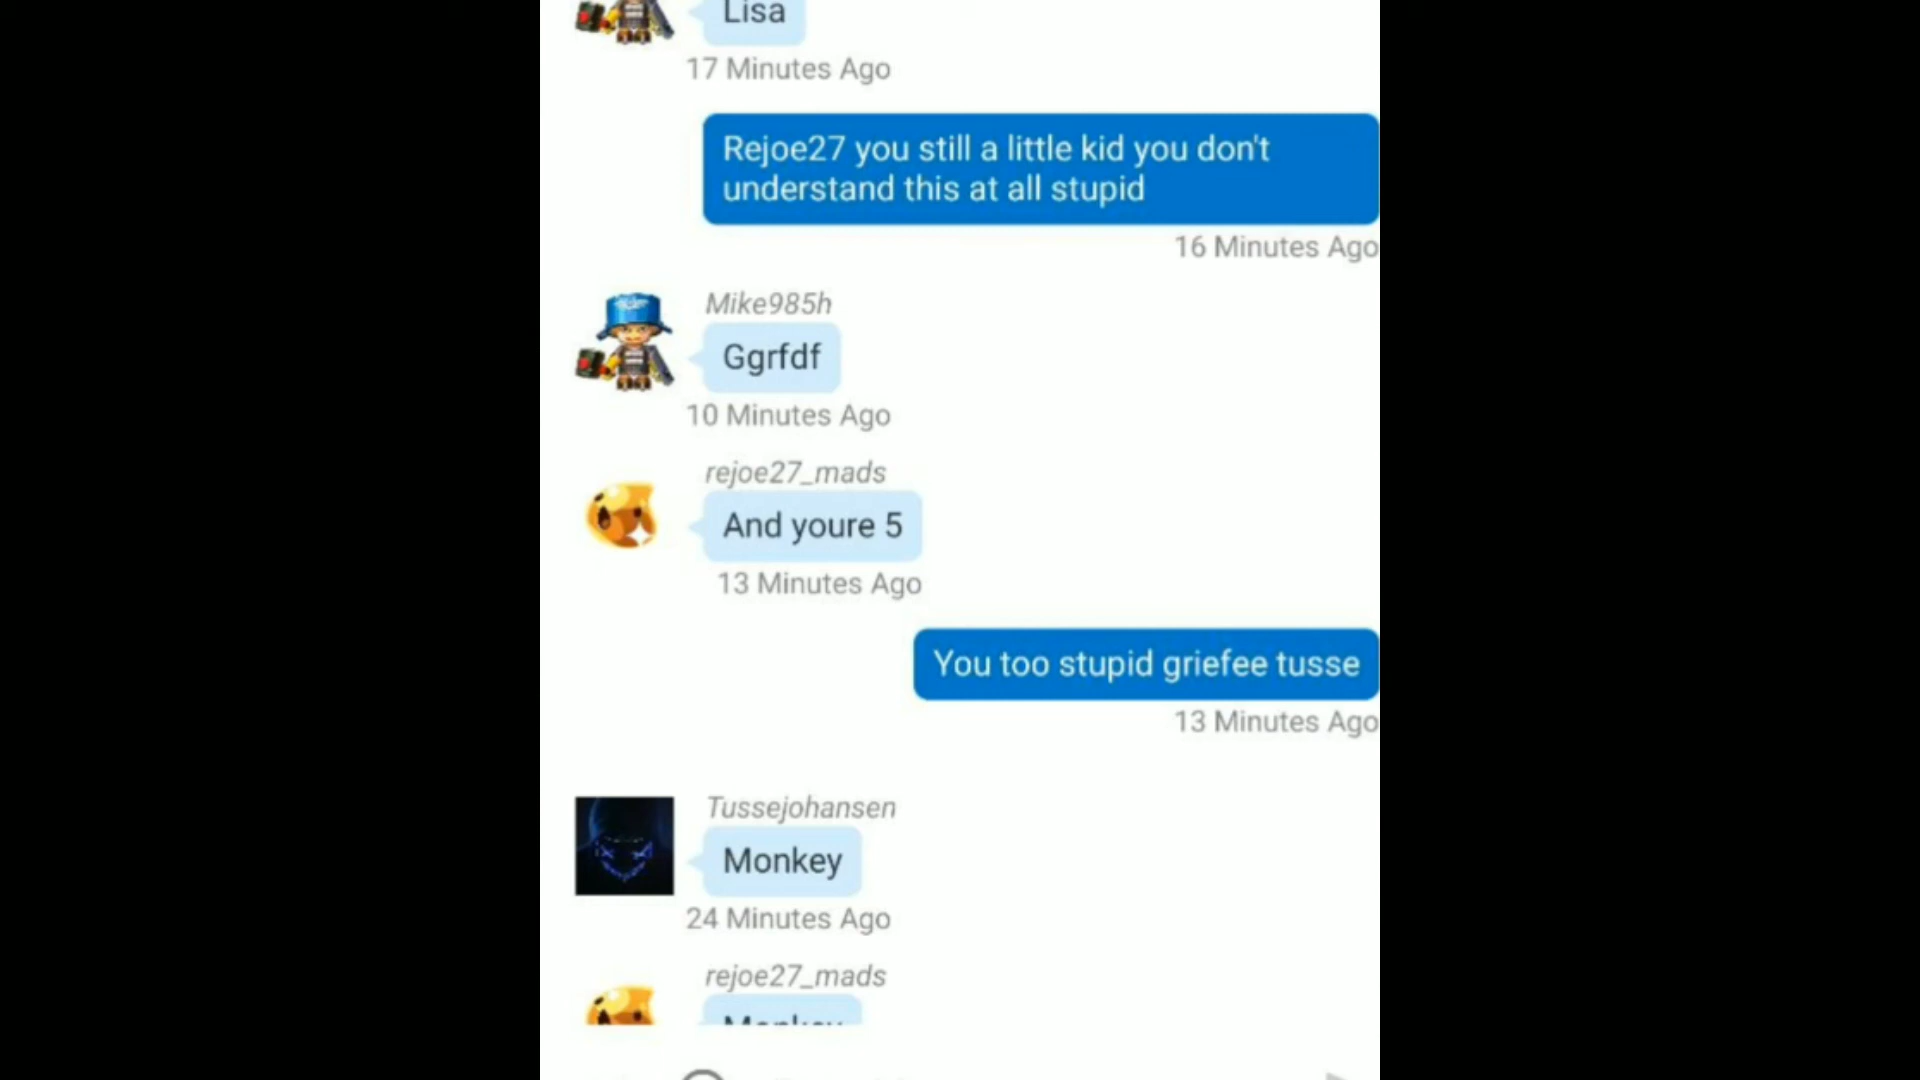 Lisa
17 Minutes Ago
Rejoe27 you still a little kid you don't
understand this at all stupid
16 Minutes Ago
Mike985h
Ggrfdf
10 Minutes Ago
rejoe27_mads
And youre 5
13 Minutes Ago
You too stupid griefee tusse
13 Minutes Ago
Tussejohansen
Monkey
24 Minutes Ago
rejoe27_mads
Monkey